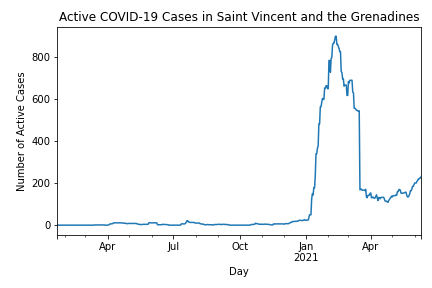 Active COVID-19 Cases in Saint Vincent and the Grenadines
Number of Active Cases
800
600
400
200
0
Apr
Jul
Oct
Jan
2021
Apr
Day